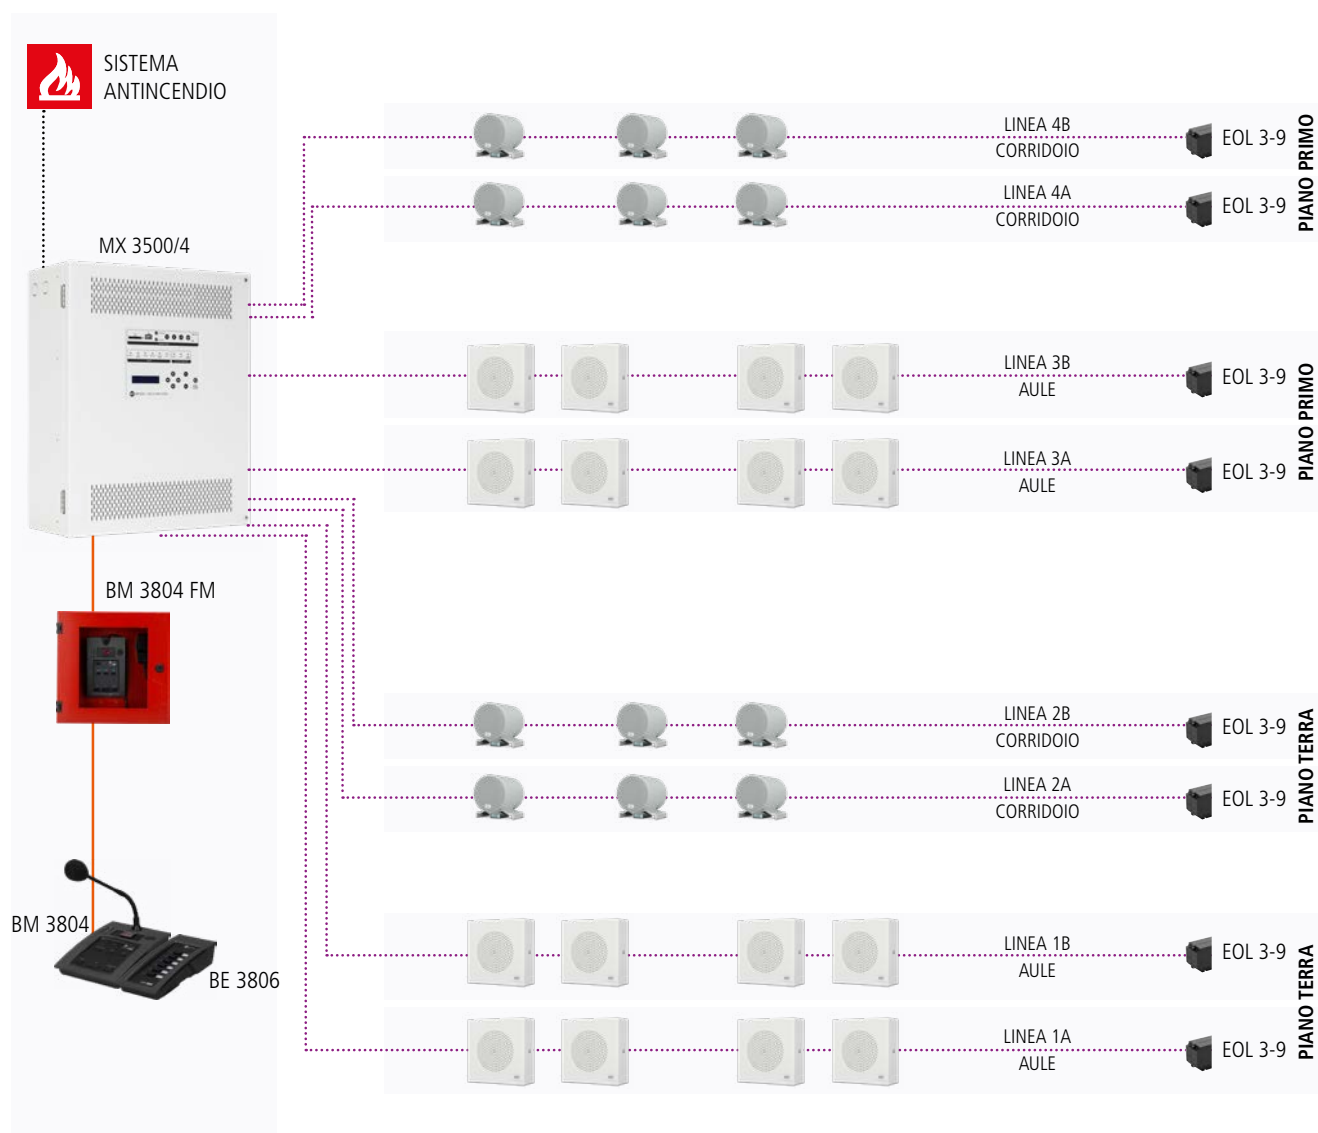 SISTEMA
ANTINCENDIO
MX 3500/4
BM 3804 FM
BM 3804
BE 3806
LINEA 4B
CORRIDOIO
EOL 3-9
LINEA 4A
CORRIDOIO
EOL 3-9
PIANO PRIMO
LINEA 3B
AULE
EOL 3-9
LINEA 3A
AULE
EOL 3-9
PIANO PRIMO
LINEA 2B
CORRIDOIO
EOL 3-9
LINEA 2A
CORRIDOIO
EOL 3-9
PIANO TERRA
LINEA 1B
AULE
EOL 3-9
LINEA 1A
AULE
EOL 3-9
PIANO TERRA